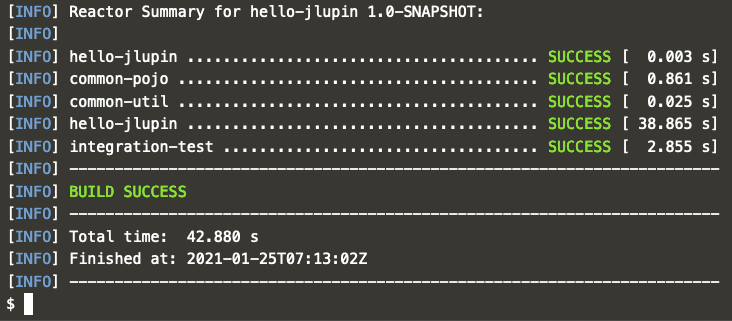 [INFO] Reactor Summary for hello-jlupin 1.0-SNAPSHOT:
[INFO]
[INFO] hello-jlupin ....................................... SUCCESS [  0.003 s]
[INFO] common-pojo ........................................ SUCCESS [  0.861 s]
[INFO] common-util ........................................ SUCCESS [  0.025 s]
[INFO] hello-jlupin ....................................... SUCCESS [ 38.865 s]
[INFO] integration-test ................................... SUCCESS [  2.855 s]
[INFO] ------------------------------------------------------------------------
[INFO] BUILD SUCCESS
[INFO] ------------------------------------------------------------------------
[INFO] Total time:  42.880 s
[INFO] Finished at: 2021-01-25T07:13:02Z
[INFO] ------------------------------------------------------------------------
$